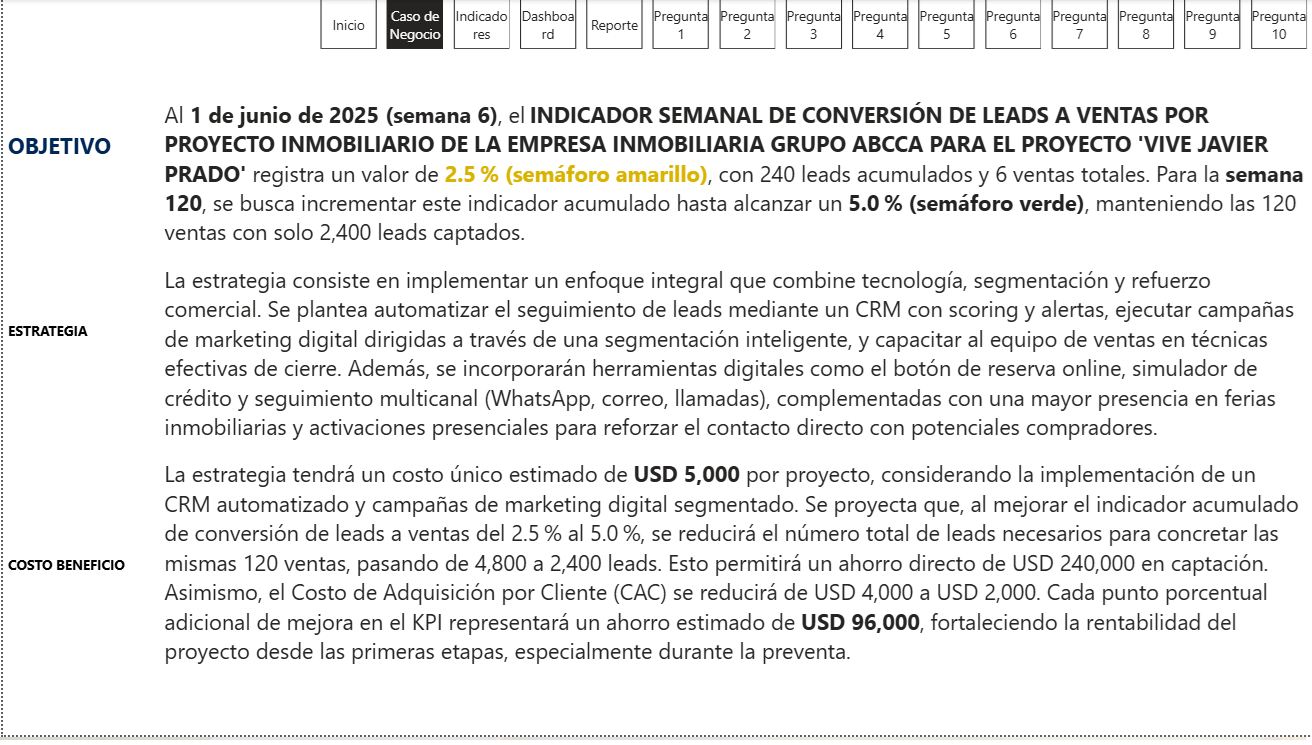 Inicio
Caso de
Negocio
Indicado
res
Dashboa
rd
Reporte
Pregunta
1
Pregunta
2
Pregunta
3
Pregunta
4
Pregunta
5
Pregunta
6
Pregunta
7
Pregunta
8
Pregunta
9
Pregunta
10
OBJETIVO
Al 1 de junio de 2025 (semana 6), el INDICADOR SEMANAL DE CONVERSIÓN DE LEADS A VENTAS POR
PROYECTO INMOBILIARIO DE LA EMPRESA INMOBILIARIA GRUPO ABCCA PARA EL PROYECTO 'VIVE JAVIER
PRADO' registra un valor de 2.5 % (semáforo amarillo), con 240 leads acumulados y 6 ventas totales. Para la semana
120, se busca incrementar este indicador acumulado hasta alcanzar un 5.0 % (semáforo verde), manteniendo las 120
ventas con solo 2,400 leads captados.
ESTRATEGIA
La estrategia consiste en implementar un enfoque integral que combine tecnología, segmentación y refuerzo
comercial. Se plantea automatizar el seguimiento de leads mediante un CRM con scoring y alertas, ejecutar campañas
de marketing digital dirigidas a través de una segmentación inteligente, y capacitar al equipo de ventas en técnicas
efectivas de cierre. Además, se incorporarán herramientas digitales como el botón de reserva online, simulador de
crédito y seguimiento multicanal (WhatsApp, correo, llamadas), complementadas con una mayor presencia en ferias
inmobiliarias y activaciones presenciales para reforzar el contacto directo con potenciales compradores.
COSTO BENEFICIO
La estrategia tendrá un costo único estimado de USD 5,000 por proyecto, considerando la implementación de un
CRM automatizado y campañas de marketing digital segmentado. Se proyecta que, al mejorar el indicador acumulado
de conversión de leads a ventas del 2.5 % al 5.0 %, se reducirá el número total de leads necesarios para concretar las
mismas 120 ventas, pasando de 4,800 a 2,400 leads. Esto permitirá un ahorro directo de USD 240,000 en captación.
Asimismo, el Costo de Adquisición por Cliente (CAC) se reducirá de USD 4,000 a USD 2,000. Cada punto porcentual
adicional de mejora en el KPI representará un ahorro estimado de USD 96,000, fortaleciendo la rentabilidad del
proyecto desde las primeras etapas, especialmente durante la preventa.